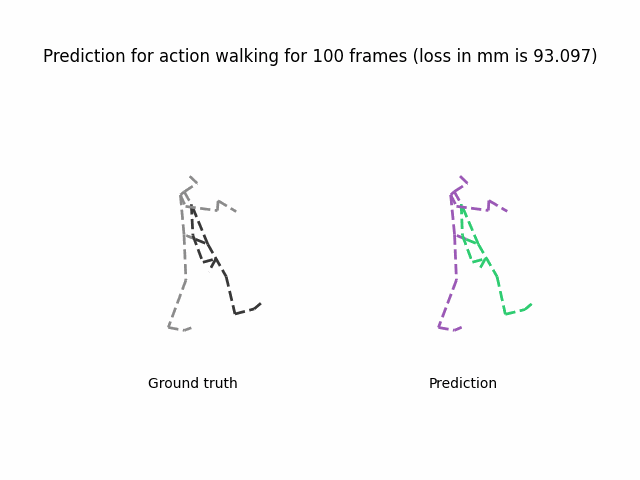 Prediction for action walking for 100 frames (loss in mm is 93.097)
Ground truth
Prediction